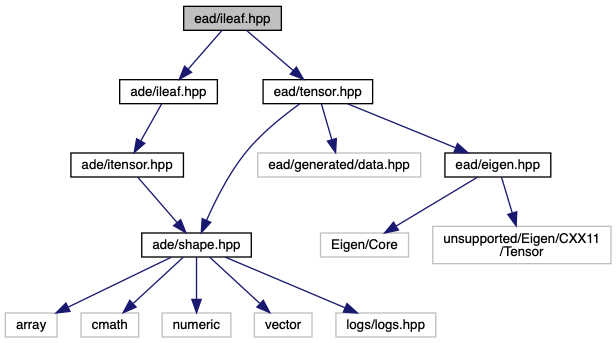 ead/ileaf.hpp
ade/ileaf.hpp
ead/tensor.hpp
ade/itensor.hpp
ead/generated/data.hpp
ead/eigen.hpp
ade/shape.hpp
Eigen/Core
unsupported/Eigen/CXX11
/Tensor
array
cmath
numeric
vector
logs/logs.hpp